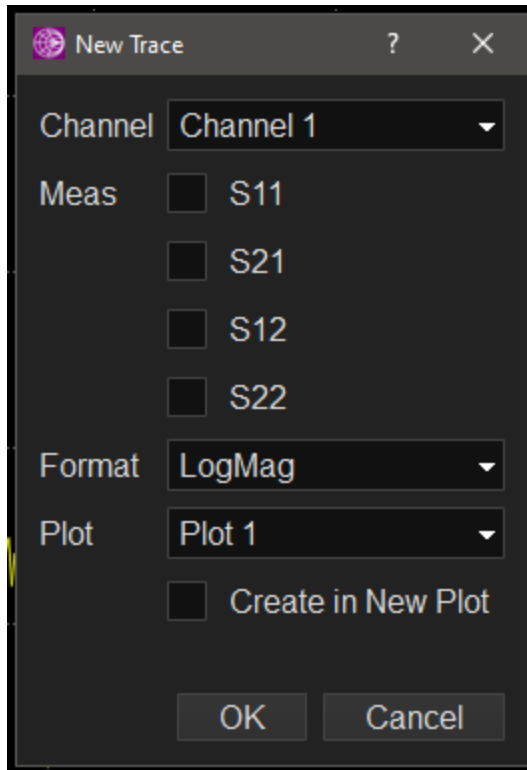 New Trace ?
Channel Channel 1
Meas S11
S21
S12
S22
Format LogMag
Plot Plot 1
Create in New Plot
OK Cancel